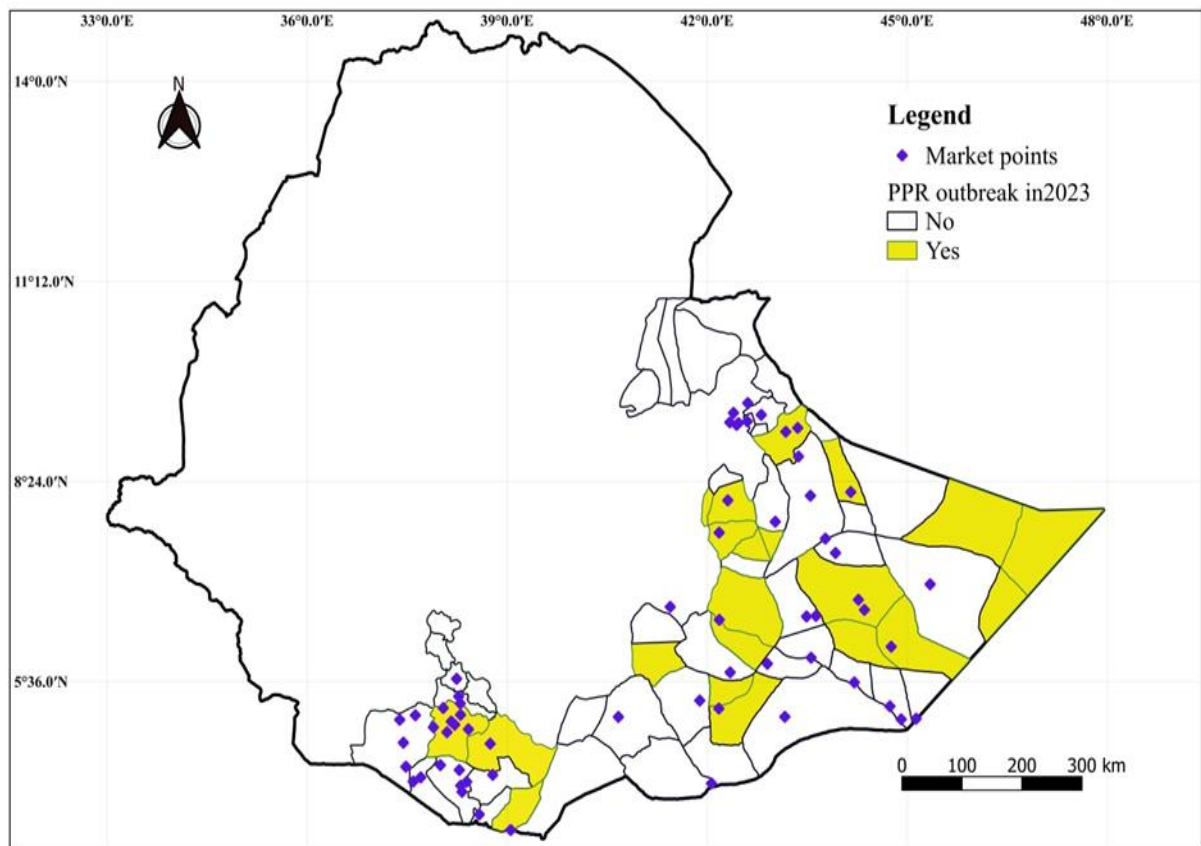 33°0.0′E 36°0.0′E 39°0.0′E 42°0.0′E 45°0.0′E 48°0.0′E
14°0.0′N
N
Legend
Market points
PPR outbreak in2023
No
Yes
11°12.0′N
8°24.0′N
5°36.0′N
0 100 200 300 km